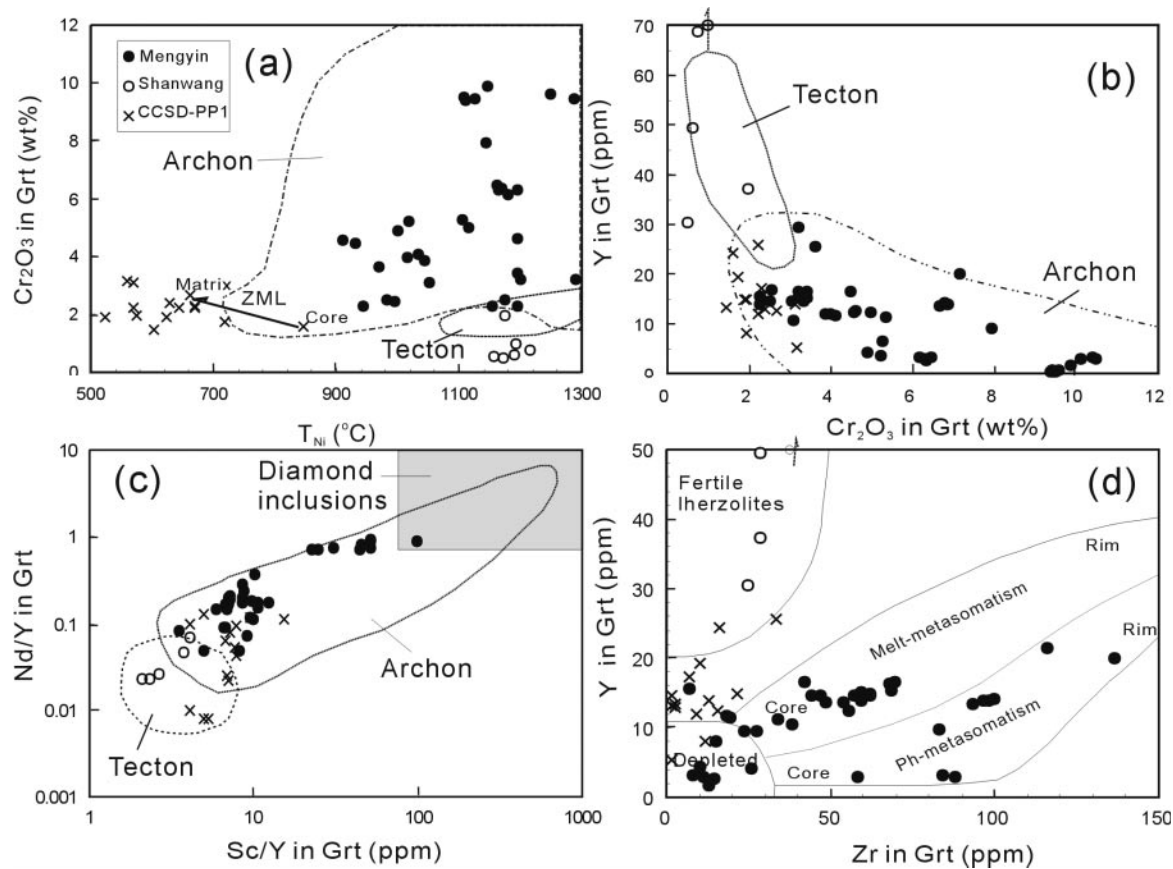 (a)
Mengyin
Shanwang
CCSD-PP1
Archon
Matrix
ZML
Core
Tecton
Cr₂O₃ in Grt (wt%)
12
10
8
6
4
2
0
500
700
900
1100
1300
T_Ni (°C)
(b)
Tecton
Archon
Y in Grt (ppm)
70
60
50
40
30
20
10
0
0
2
4
6
8
10
12
Cr₂O₃ in Grt (wt%)
(c)
Diamond
inclusions
Archon
Tecton
Nd/Y in Grt
10
1
0.1
0.01
0.001
1
10
100
1000
Sc/Y in Grt (ppm)
(d)
Fertile
lherzolites
Rim
Melt-metasomatism
Rim
Core
Ph-metasomatism
Depleted
Core
Y in Grt (ppm)
50
40
30
20
10
0
0
50
100
150
Zr in Grt (ppm)